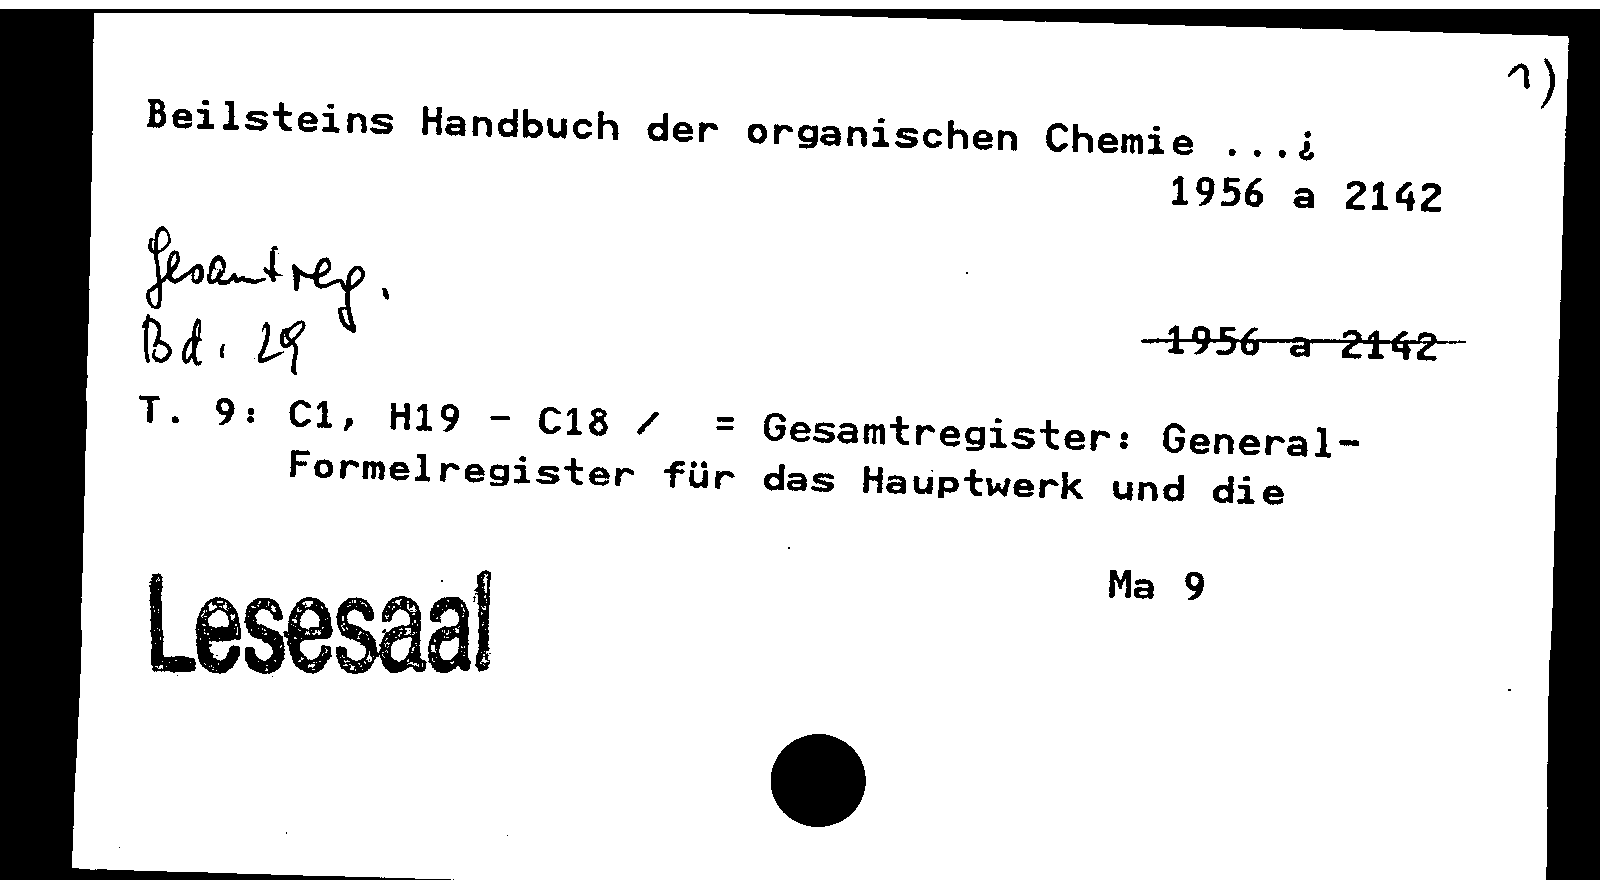 1)
Beilsteins Handbuch der organischen Chemie ...¿
1956 a 2142
Gesamtreg.
Bd. 29
1956 a 2142
T. 9: C1, H19 - C18 / = Gesamtregister: General-
Formelregister für das Hauptwerk und die
Ma 9
Lesesaal